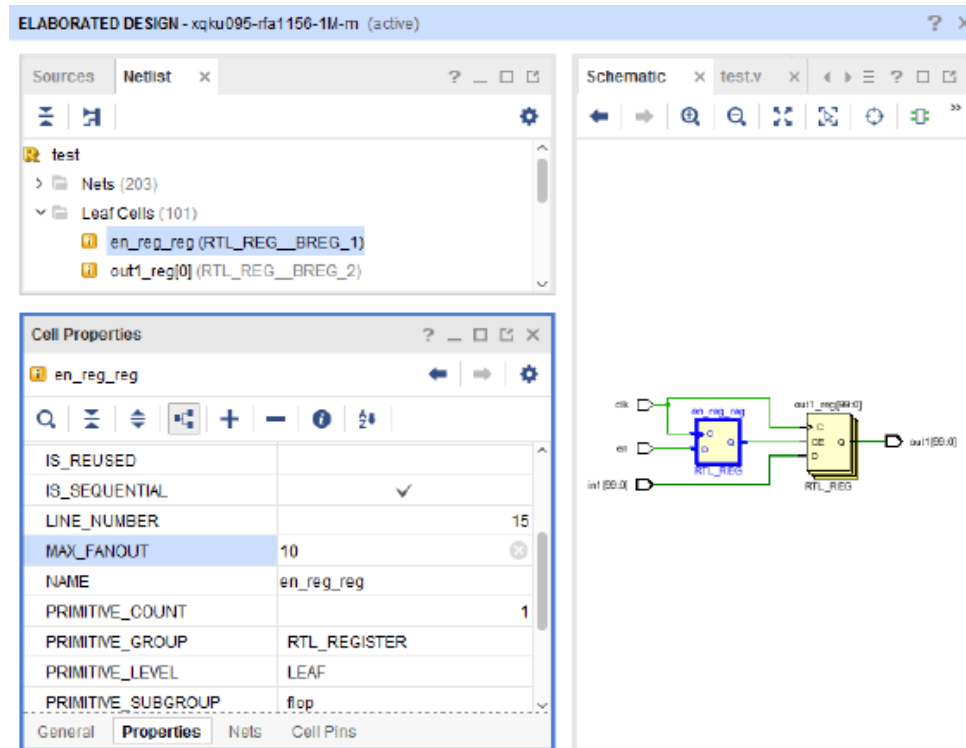 ELABORATED DESIGN - xqku095-rfa1156-1M-m (active)
Sources Netlist
test
Nets (203)
Leaf Cells (101)
en_reg_reg (RTL_REG__BREG_1)
out1_reg[0] (RTL_REG__BREG_2)
Cell Properties
en_reg_reg
IS_REUSED
IS_SEQUENTIAL
LINE_NUMBER 15
MAX_FANOUT 10
NAME en_reg_reg
PRIMITIVE_COUNT 1
PRIMITIVE_GROUP RTL_REGISTER
PRIMITIVE_LEVEL LEAF
PRIMITIVE_SUBGROUP flop
General Properties Nets Cell Pins
Schematic test.v
clk
en
in1[99:0]
en_reg_reg
C
D
Q
RTL_REG
out1_reg[99:0]
C
CE
D
Q
RTL_REG
out1[99:0]